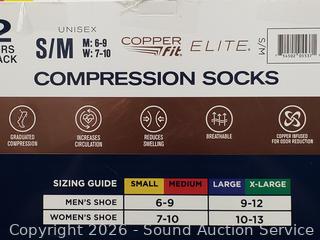 2
UNISEX
S/M
M: 6-9
W: 7-10
COPPER
Fit.
ELITE®
S/M
COMPRESSION SOCKS
GRADUATED
COMPRESSION
INCREASES
CIRCULATION
REDUCES
SWELLING
BREATHABLE
COPPER INFUSED
FOR ODOR REDUCTION
SIZING GUIDE SMALL MEDIUM LARGE X-LARGE
MEN'S SHOE 6-9 9-12
WOMEN'S SHOE 7-10 10-13
Copyright 2026 - Sound Auction Service